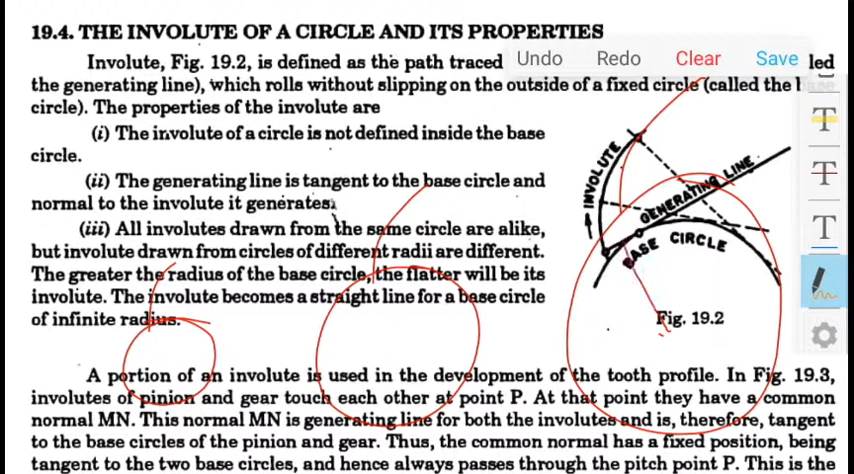 19.4. THE INVOLUTE OF A CIRCLE AND ITS PROPERTIES
Involute, Fig. 19.2, is defined as the path traced
Undo Redo Clear Save
led
the generating line), which rolls without slipping on the outside of a fixed circle (called the
circle). The properties of the involute are
(i) The involute of a circle is not defined inside the base
circle.
(ii) The generating line is tangent to the base circle and
normal to the involute it generates.
(iii) All involutes drawn from the same circle are alike,
but involute drawn from circles of different radii are different.
The greater the radius of the base circle, the flatter will be its
involute. The involute becomes a straight line for a base circle
of infinite radius.
INVOLUTE
GENERATING LINE
BASE CIRCLE
Fig. 19.2
T
T
T
A portion of an involute is used in the development of the tooth profile. In Fig. 19.3,
involutes of pinion and gear touch each other at point P. At that point they have a common
normal MN. This normal MN is generating line for both the involutes and is, therefore, tangent
to the base circles of the pinion and gear. Thus, the common normal has a fixed position, being
tangent to the two base circles, and hence always passes through the pitch point P. This is the